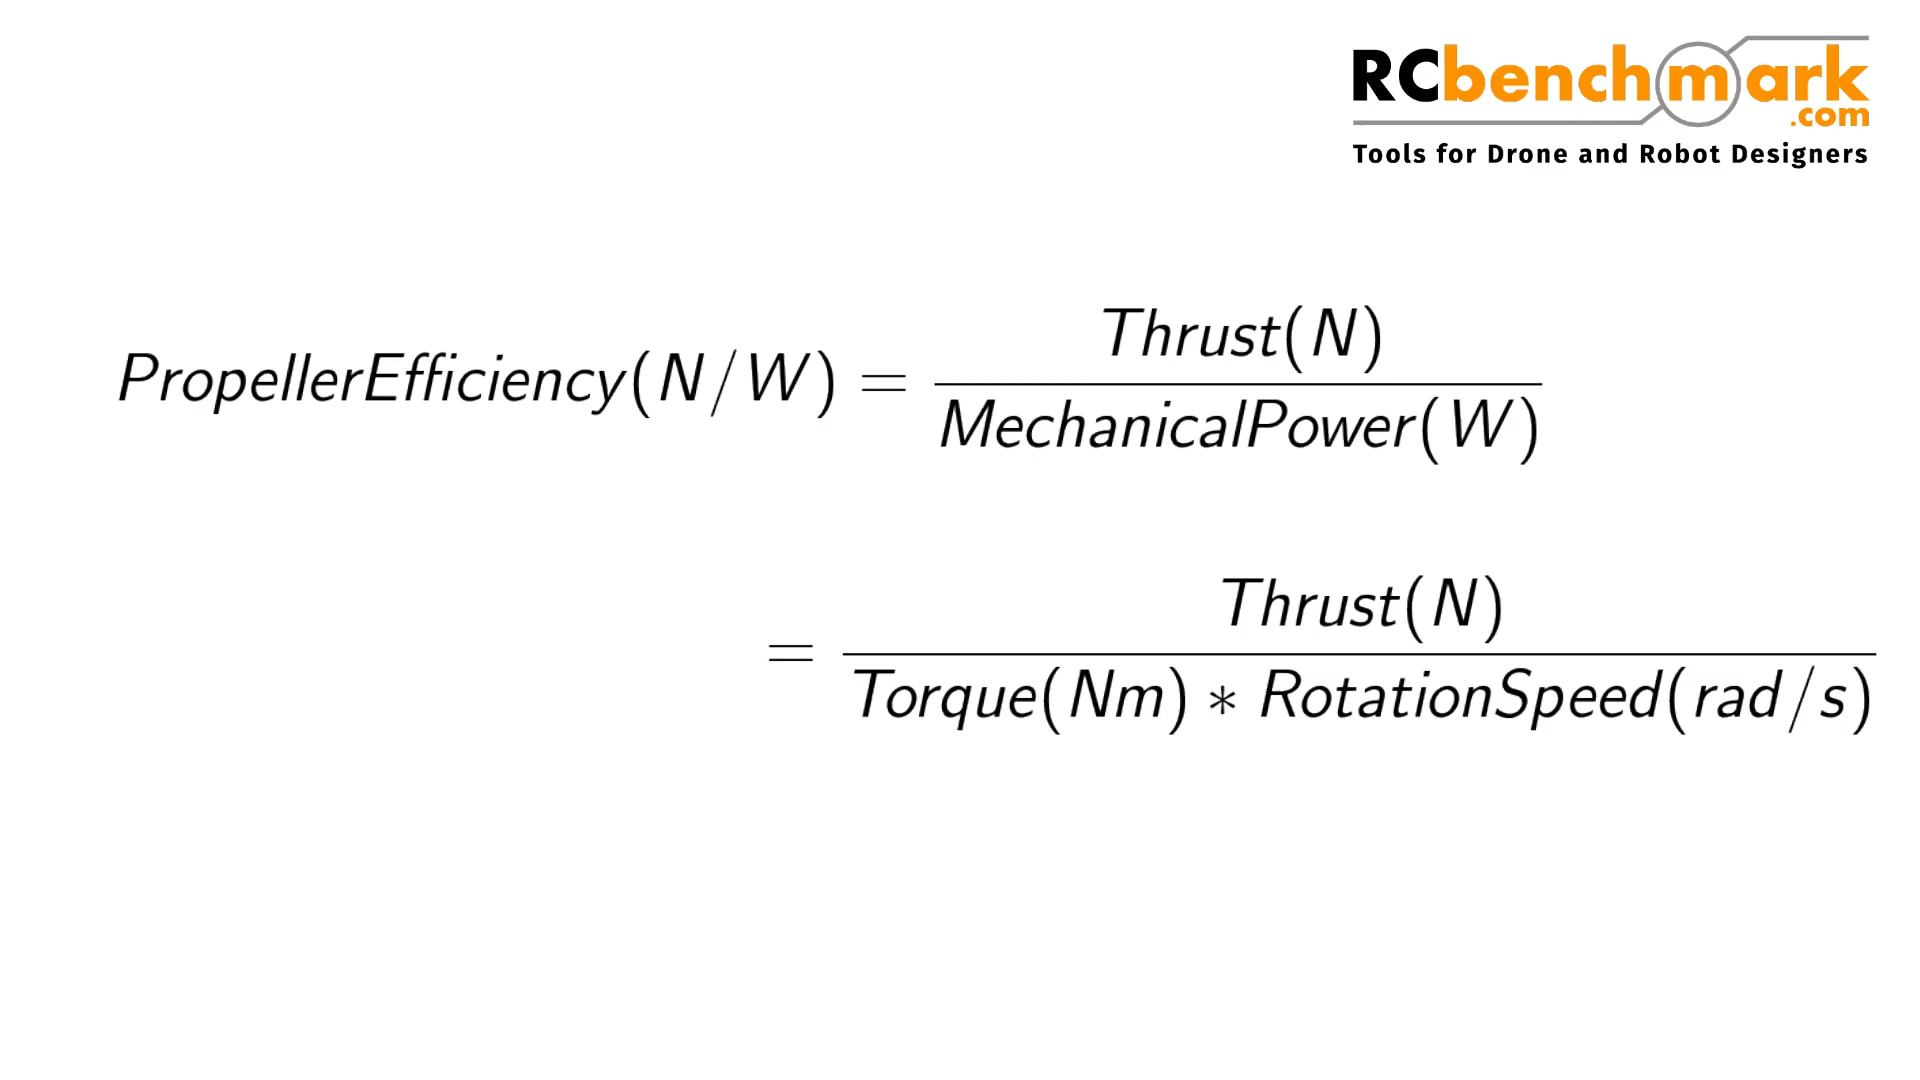 RCbenchmark
.com
Tools for Drone and Robot Designers
PropellerEfficiency(N/W) = Thrust(N) / MechanicalPower(W)
= Thrust(N) / Torque(Nm) * RotationSpeed(rad/s)